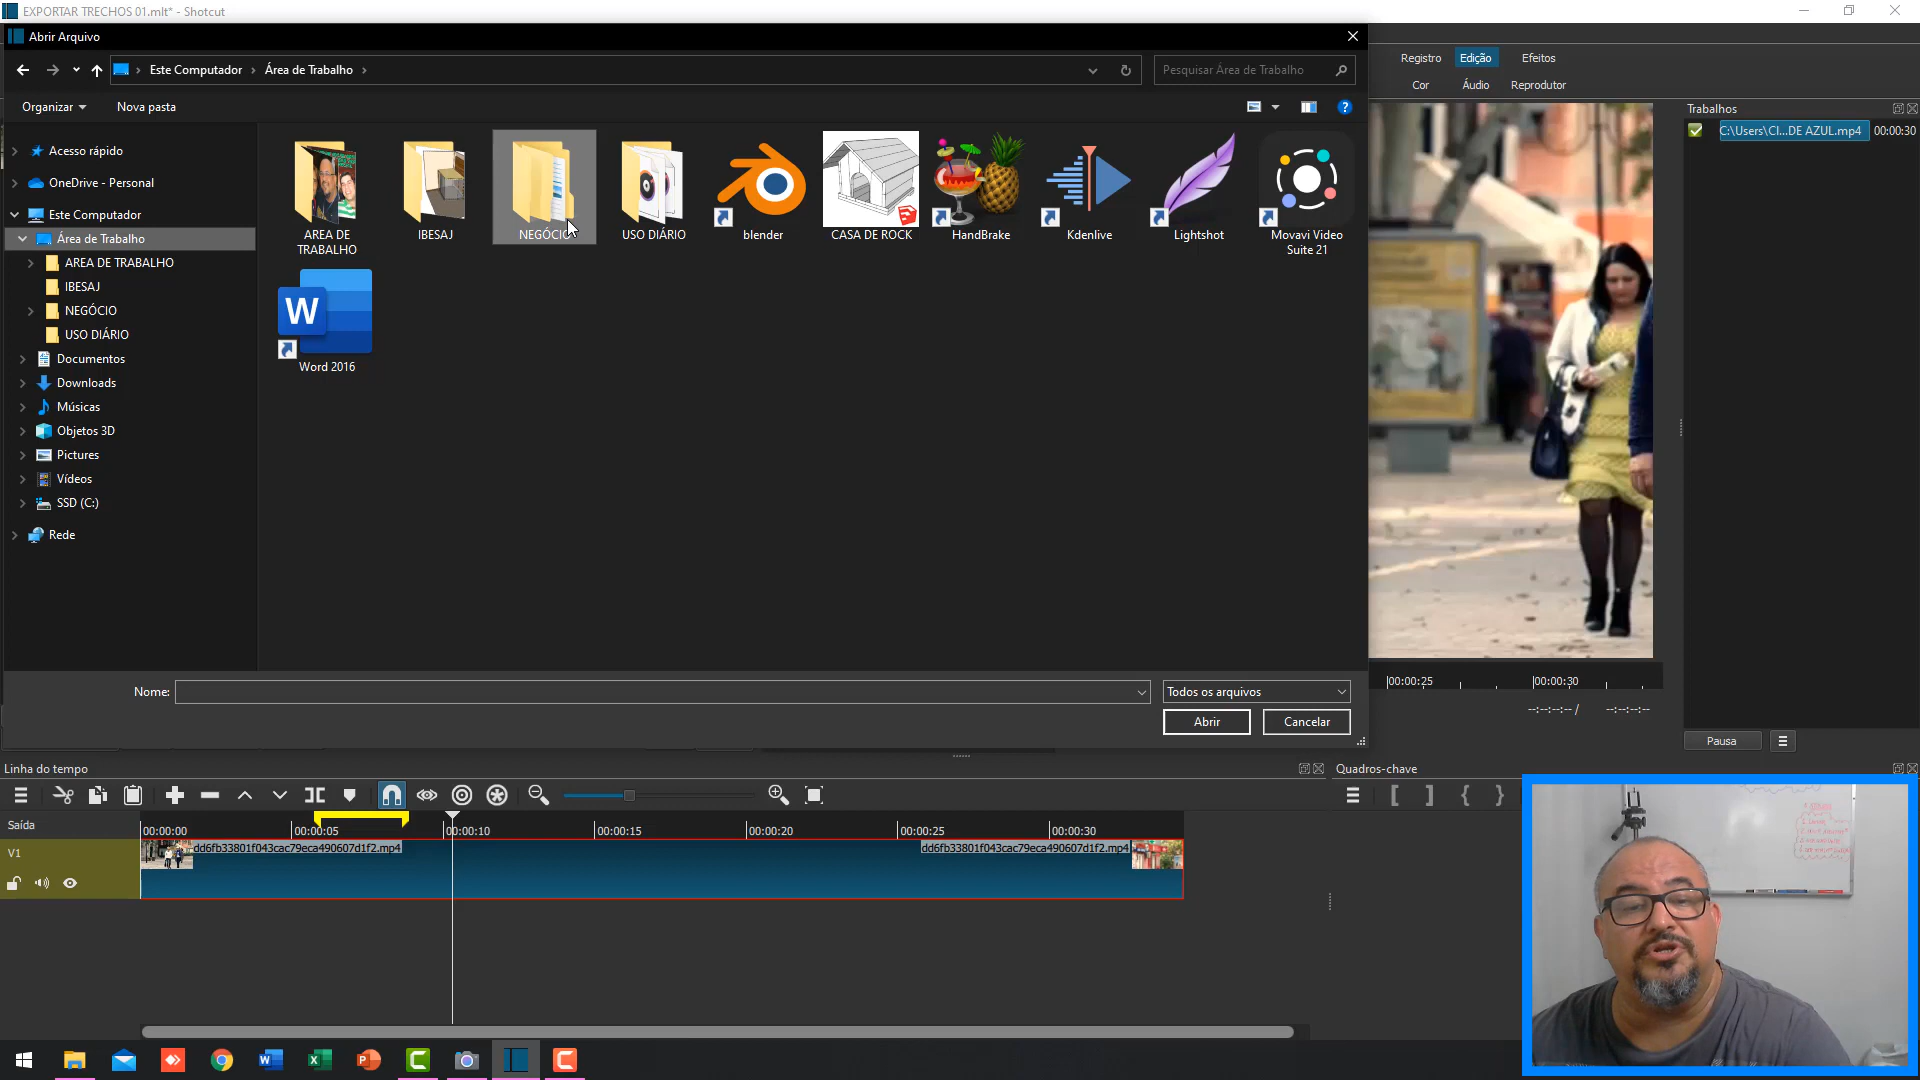 EXPORTAR TRECHOS 01.mlt* - Shotcut
Abrir Arquivo
Este Computador
Área de Trabalho
Pesquisar Área de Trabalho
Organizar
Nova pasta
Registro
Edição
Efeitos
Cor
Áudio
Reprodutor
Trabalhos
C:\Users\CI...DE AZUL.mp4
00:00:30
Acesso rápido
OneDrive - Personal
Este Computador
Área de Trabalho
AREA DE TRABALHO
IBESAJ
NEGÓCIO
USO DIÁRIO
Documentos
Downloads
Músicas
Objetos 3D
Pictures
Vídeos
SSD (C:)
Rede
AREA DE
TRABALHO
IBESAJ
NEGÓCIO
USO DIÁRIO
blender
CASA DE ROCK
HandBrake
Kdenlive
Lightshot
Movavi Video
Suite 21
W
Word 2016
Nome:
Todos os arquivos
Abrir
Cancelar
00:00:25
00:00:30
--:--:--:-- /
--:--:--:--
Pausa
Linha do tempo
Quadros-chave
Saída
00:00:00
00:00:05
00:00:10
00:00:15
00:00:20
00:00:25
00:00:30
V1
dd6fb33801f043cac79eca490607d1f2.mp4
dd6fb33801f043cac79eca490607d1f2.mp4